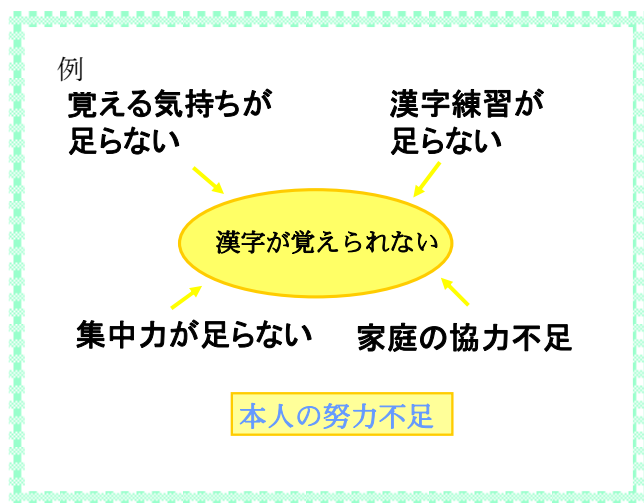 例
覚える気持ちが
足らない
漢字練習が
足らない
漢字が覚えられない
集中力が足らない
家庭の協力不足
本人の努力不足